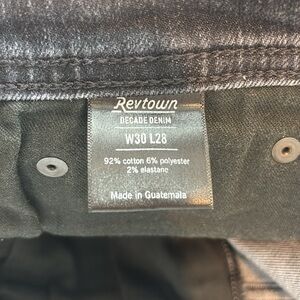 Revtown
DECADE DENIM
W30 L28
92% cotton 6% polyester
2% elastane
Made in Guatemala